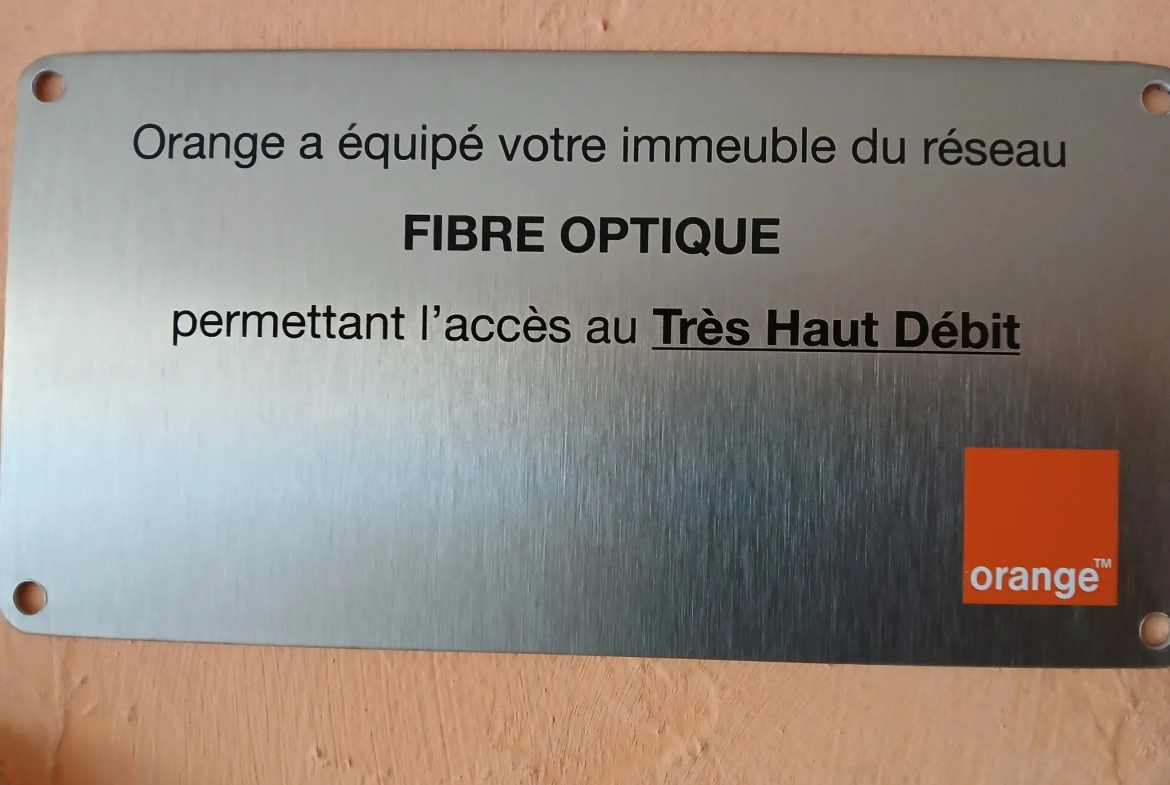 Orange a équipé votre immeuble du réseau
FIBRE OPTIQUE
permettant l'accès au Très Haut Débit
orange™